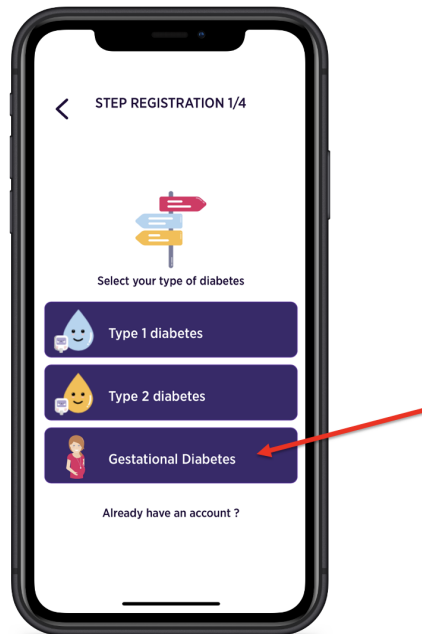 STEP REGISTRATION 1/4
Select your type of diabetes
Type 1 diabetes
Type 2 diabetes
Gestational Diabetes
Already have an account ?